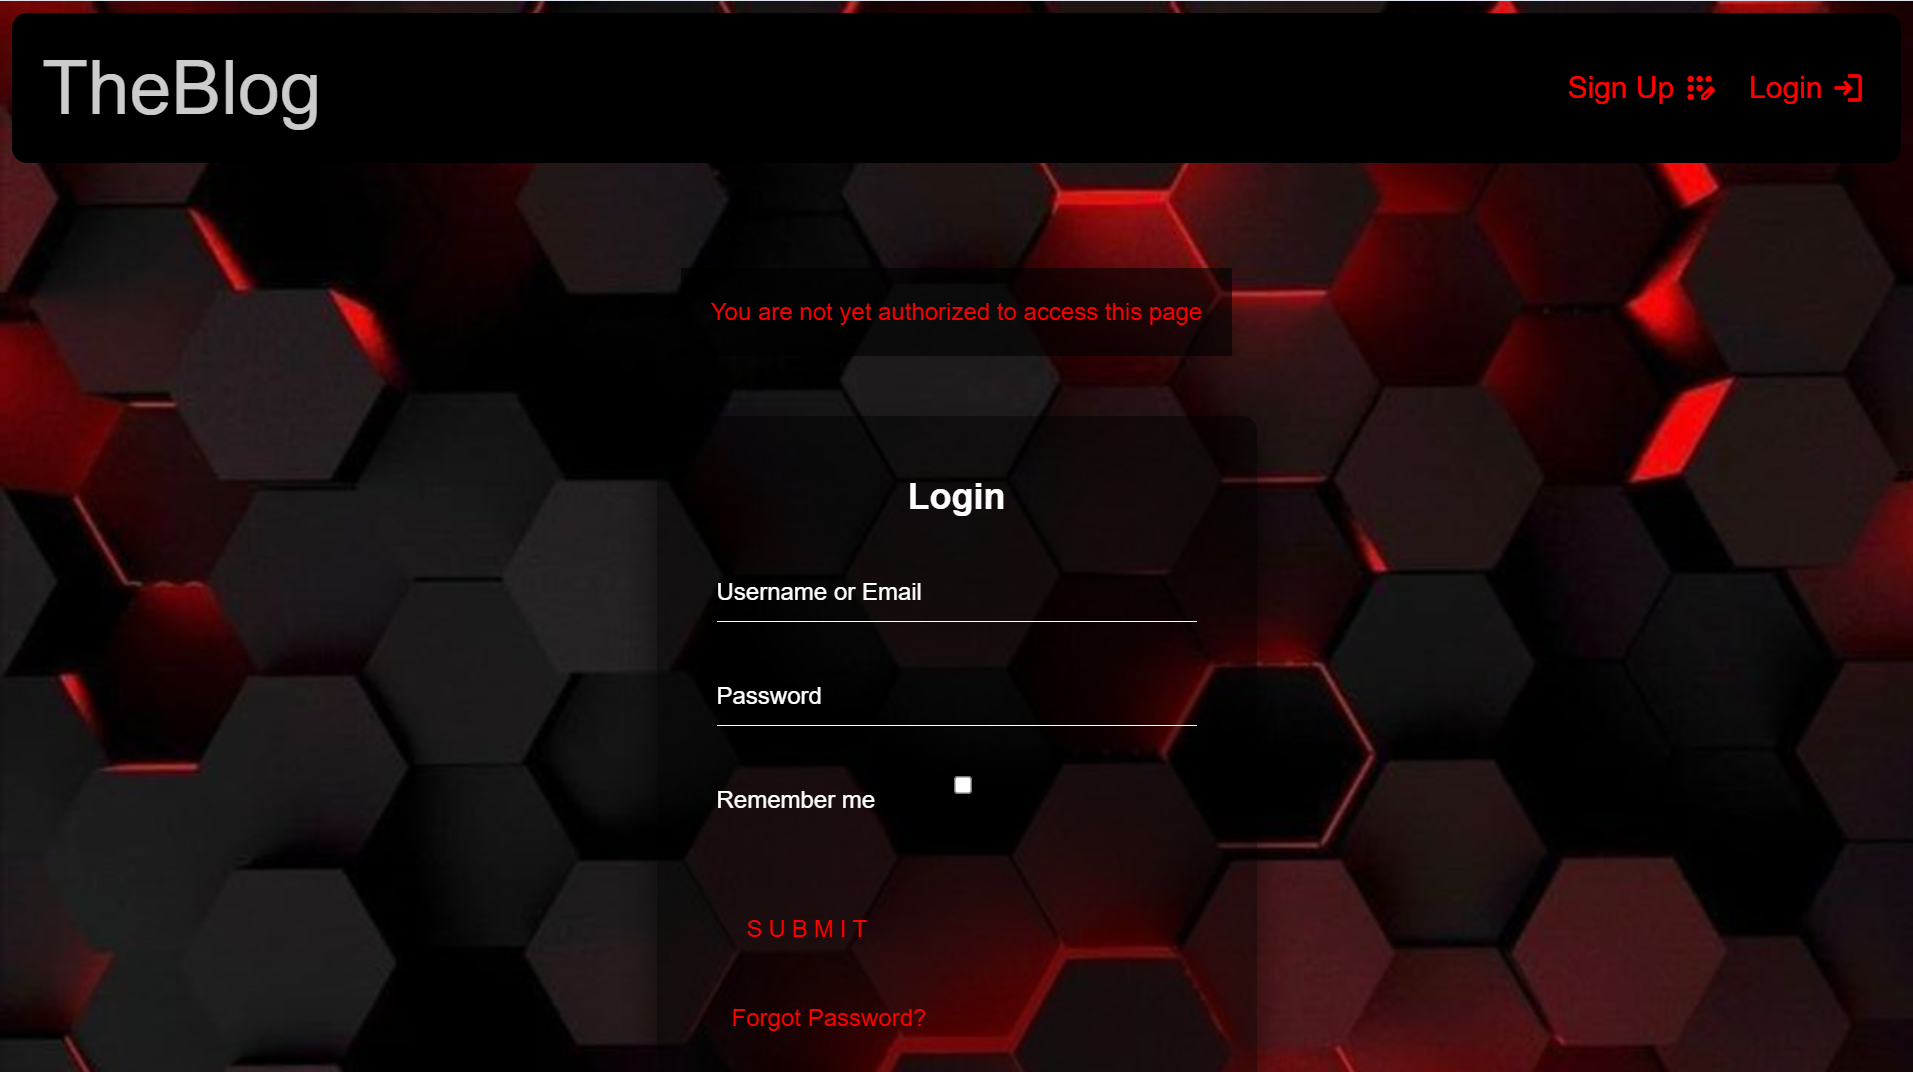 TheBlog
Sign Up
Login
You are not yet authorized to access this page
Login
Username or Email
Password
Remember me
SUBMIT
Forgot Password?